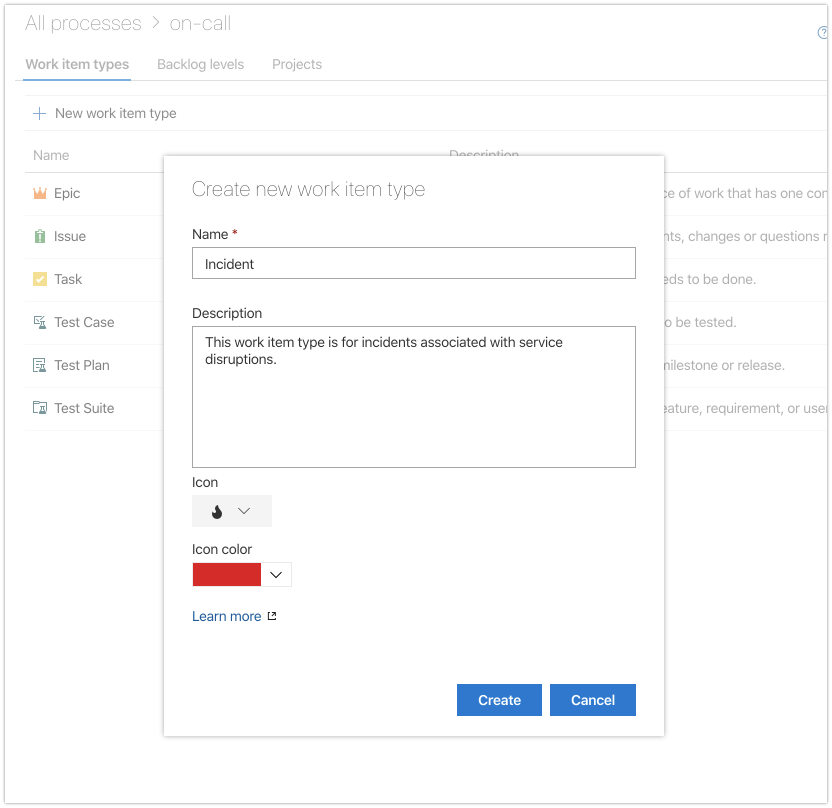 All processes > on-call
Work item types Backlog levels Projects
New work item type
Name Description
Create new work item type
Epic ce of work that has one
Name *
Incident
Issue nts, changes or questions
Task eds to be done.
Description
This work item type is for incidents associated with service
disruptions.
Test Case to be tested.
Test Plan milestone or release.
Test Suite eature, requirement, or user
Icon
Icon color
Learn more
Create Cancel